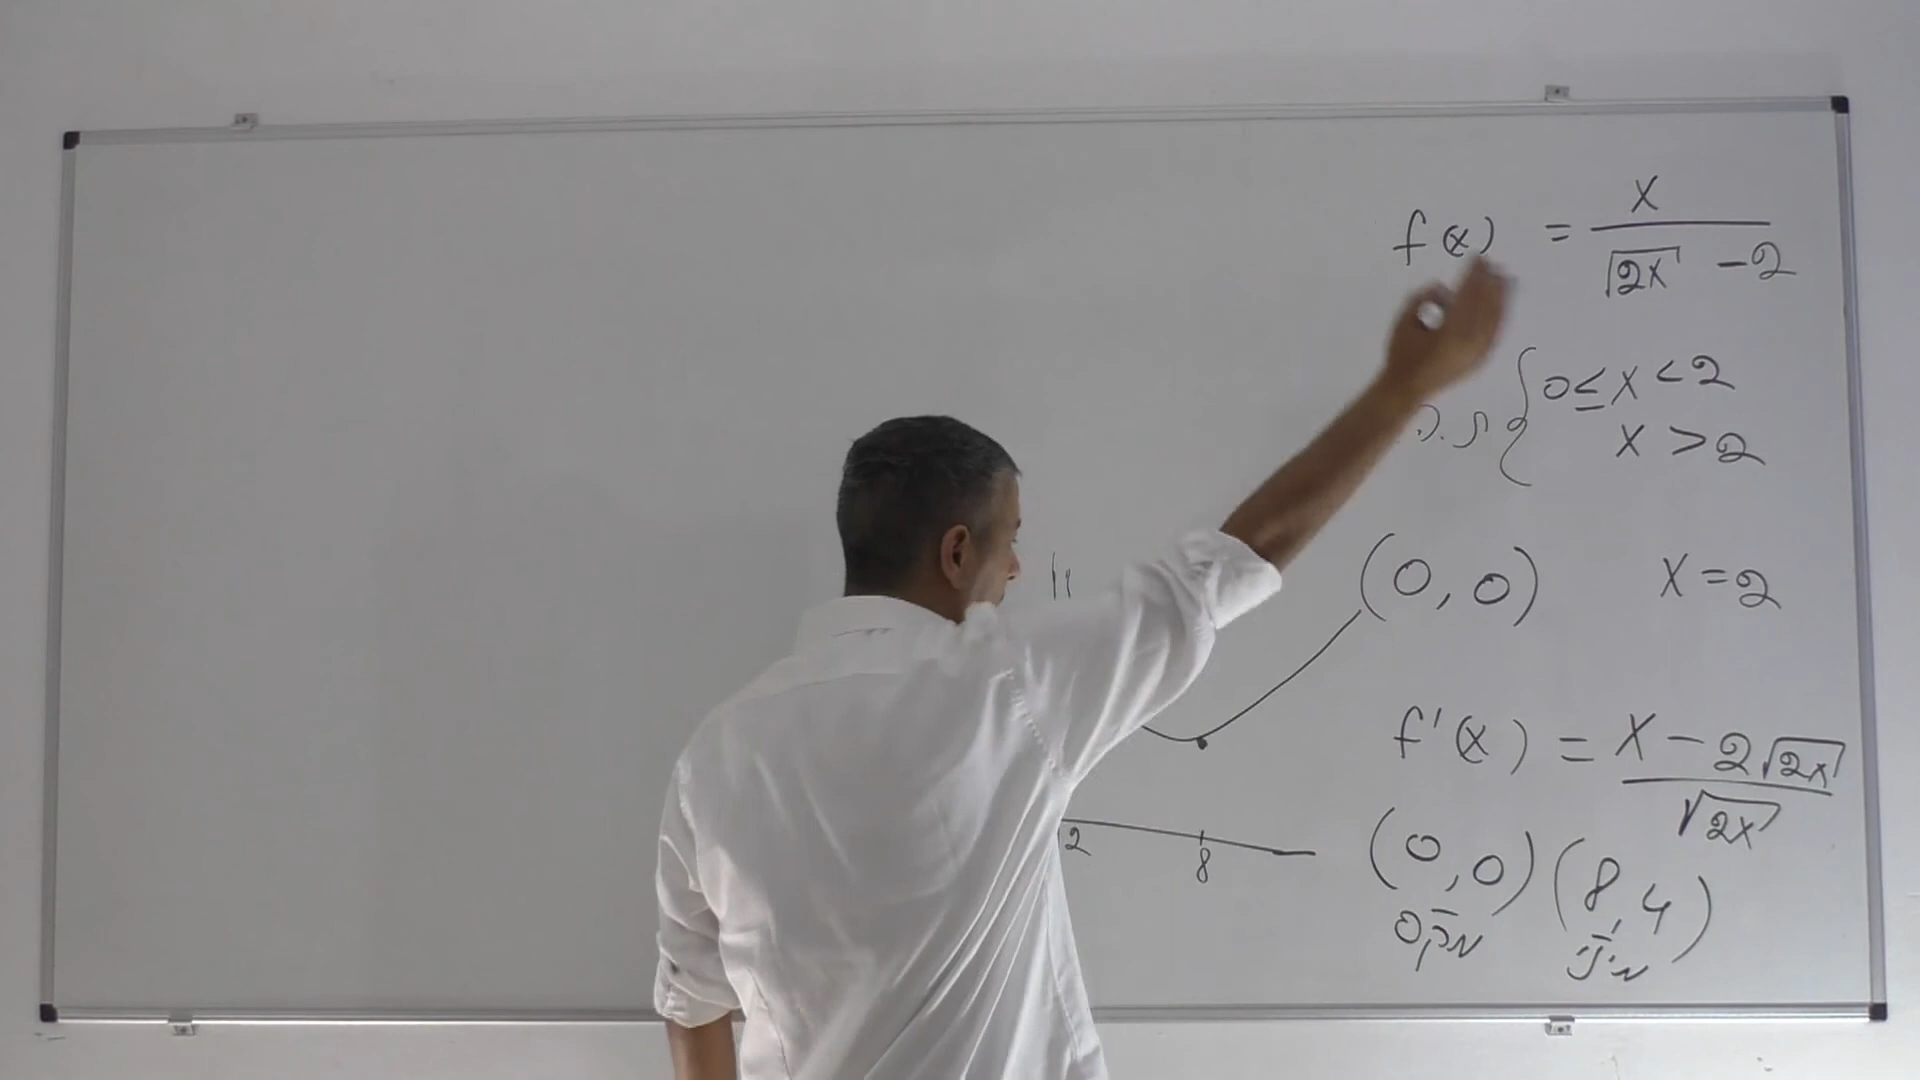 f(x) = x / √2x - 2
ת.ה { 0 ≤ x < 2
x > 2
(0, 0) x = 2
f'(x) = x - 2√2x / √2x
2 8
(0, 0) (8, 4)
מקס מינ'